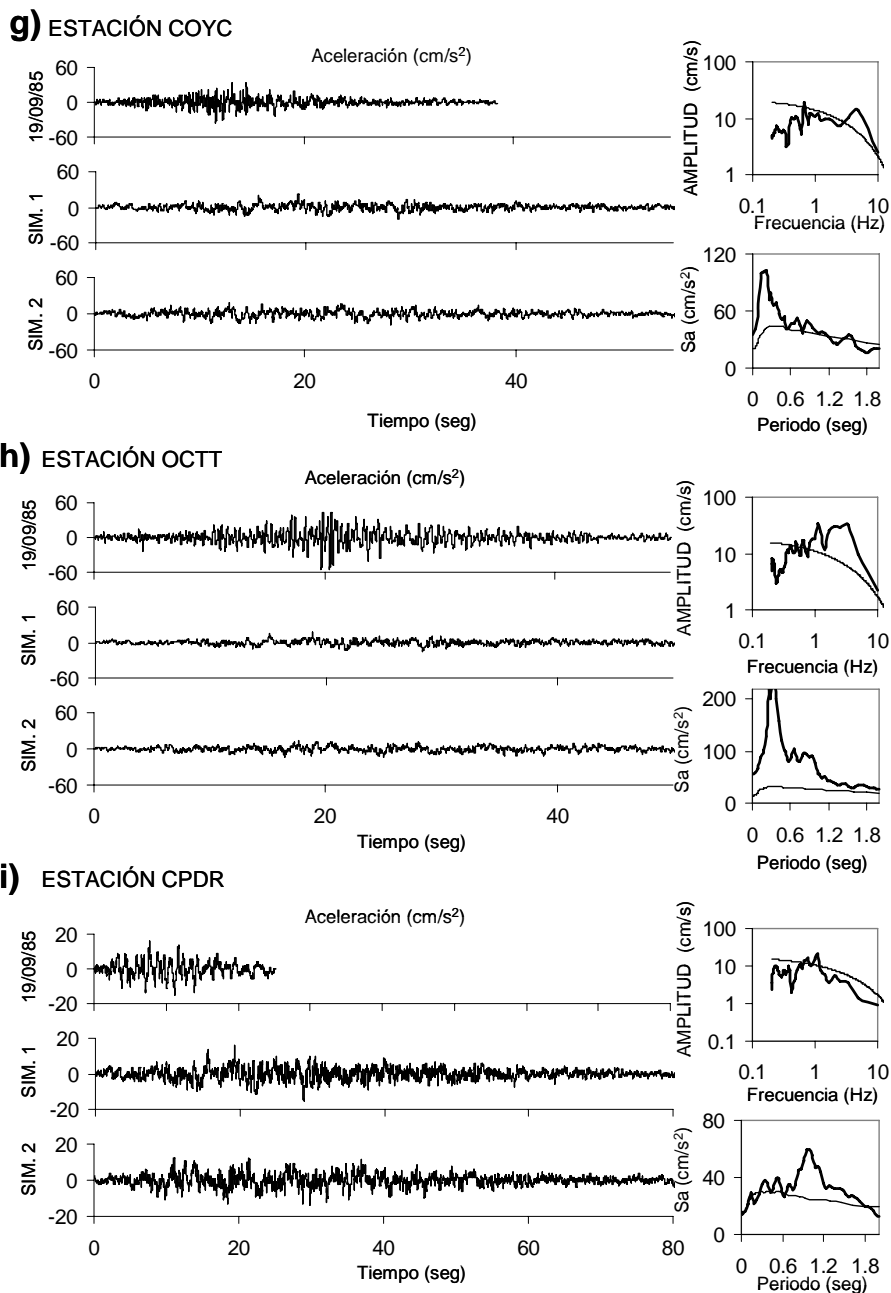 g) ESTACIÓN COYC
Aceleración (cm/s²)
19/09/85
60
0
-60
SIM. 1
60
0
-60
SIM. 2
60
0
-60
0 20 40
Tiempo (seg)
AMPLITUD (cm/s)
100
10
1
0.1 1 10
Frecuencia (Hz)
Sa (cm/s²)
120
60
0
0 0.6 1.2 1.8
Periodo (seg)
h) ESTACIÓN OCTT
Aceleración (cm/s²)
19/09/85
60
0
-60
SIM. 1
60
0
-60
SIM. 2
60
0
-60
0 20 40
Tiempo (seg)
AMPLITUD (cm/s)
100
10
1
0.1 1 10
Frecuencia (Hz)
Sa (cm/s²)
200
100
0
0 0.6 1.2 1.8
Periodo (seg)
i) ESTACIÓN CPDR
Aceleración (cm/s²)
19/09/85
20
0
-20
SIM. 1
20
0
-20
SIM. 2
20
0
-20
0 20 40 60 80
Tiempo (seg)
AMPLITUD (cm/s)
100
10
1
0.1
0.1 1 10
Frecuencia (Hz)
Sa (cm/s²)
80
40
0
0 0.6 1.2 1.8
Periodo (seg)